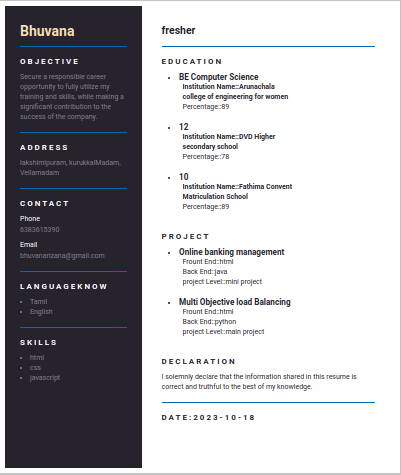 Bhuvana
OBJECTIVE
Secure a responsible career
opportunity to fully utilize my
training and skills, while making a
significant contribution to the
success of the company.
ADDRESS
lakshimipuram, kurukkalMadam,
Vellamadam
CONTACT
Phone
6383615390
Email
bhuvananzana@gmail.com
LANGUAGEKNOW
• Tamil
• English
SKILLS
• html
• css
• javascript
fresher
EDUCATION
• BE Computer Science
Institution Name::Arunachala
college of engineering for women
Percentage::89
• 12
Institution Name::DVD Higher
secondary school
Percentage::78
• 10
Institution Name::Fathima Convent
Matriculation School
Percentage::89
PROJECT
• Online banking management
Frount End::html
Back End::java
project Level::mini project
• Multi Objective load Balancing
Frount End::html
Back End::python
project Level::main project
DECLARATION
I solemnly declare that the information shared in this resume is
correct and truthful to the best of my knowledge.
DATE:2023-10-18